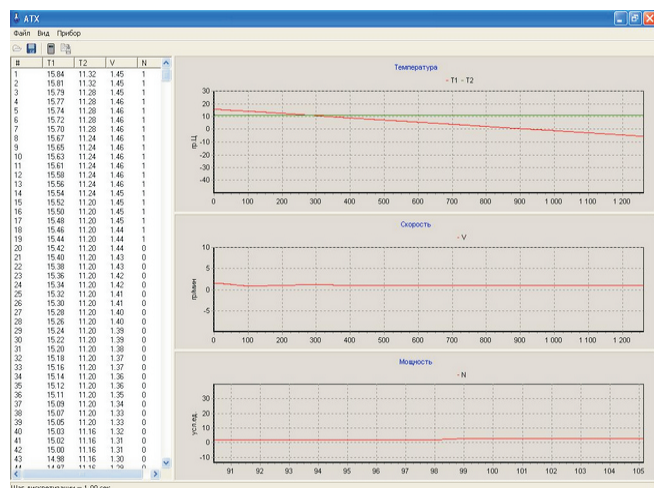 ATX
Файл Вид Прибор
# T1 T2 V N
1 15.84 11.32 1.45 1
2 15.81 11.32 1.45 1
3 15.79 11.28 1.45 1
4 15.77 11.28 1.46 1
5 15.74 11.28 1.46 1
6 15.72 11.28 1.46 1
7 15.70 11.28 1.46 1
8 15.67 11.24 1.46 1
9 15.65 11.24 1.46 1
10 15.63 11.24 1.46 1
11 15.61 11.24 1.46 1
12 15.58 11.24 1.46 1
13 15.56 11.24 1.46 1
14 15.54 11.24 1.45 1
15 15.52 11.20 1.45 1
16 15.50 11.20 1.45 1
17 15.48 11.20 1.45 1
18 15.46 11.20 1.44 1
19 15.44 11.20 1.44 1
20 15.42 11.20 1.44 0
21 15.40 11.20 1.43 0
22 15.38 11.20 1.43 0
23 15.36 11.20 1.42 0
24 15.34 11.20 1.42 0
25 15.32 11.20 1.41 0
26 15.30 11.20 1.41 0
27 15.28 11.20 1.40 0
28 15.26 11.20 1.40 0
29 15.24 11.20 1.39 0
30 15.22 11.20 1.39 0
31 15.20 11.20 1.38 0
32 15.18 11.20 1.37 0
33 15.16 11.20 1.37 0
34 15.14 11.20 1.36 0
35 15.12 11.20 1.36 0
36 15.11 11.20 1.35 0
37 15.09 11.20 1.34 0
38 15.07 11.20 1.33 0
39 15.05 11.20 1.33 0
40 15.03 11.16 1.32 0
41 15.02 11.16 1.31 0
42 15.00 11.16 1.31 0
43 14.98 11.16 1.30 0
44 14.97 11.16 1.29 0
Температура
- T1 - T2
гр.Ц
30
20
10
0
-10
-20
-30
-40
0 100 200 300 400 500 600 700 800 900 1 000 1 100 1 200
Скорость
- V
гр/мин
10
5
0
-5
0 100 200 300 400 500 600 700 800 900 1 000 1 100 1 200
Мощность
- N
усл.ед.
30
20
10
0
-10
91 92 93 94 95 96 97 98 99 100 101 102 103 104 105
Шаг дискретизации = 1.00 сек